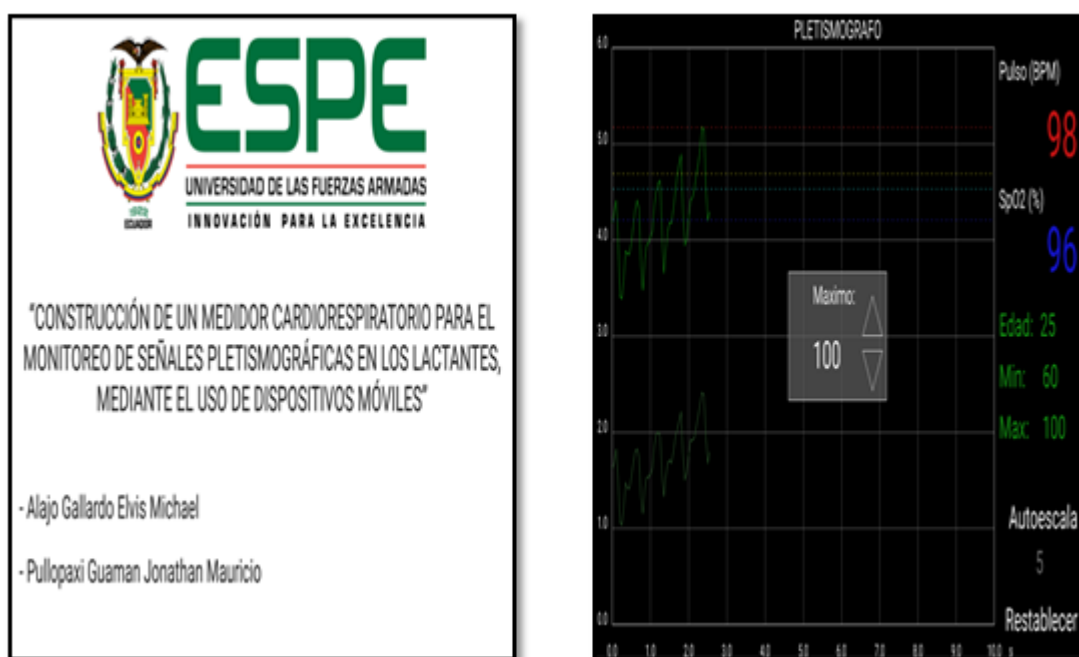 ESPE
UNIVERSIDAD DE LAS FUERZAS ARMADAS
INNOVACIÓN PARA LA EXCELENCIA
ECUADOR
"CONSTRUCCIÓN DE UN MEDIDOR CARDIORESPIRATORIO PARA EL
MONITOREO DE SEÑALES PLETISMOGRÁFICAS EN LOS LACTANTES,
MEDIANTE EL USO DE DISPOSITIVOS MÓVILES"
- Alajo Gallardo Elvis Michael
- Pullopaxi Guaman Jonathan Mauricio
PLETISMOGRAFO
6.0
5.0
4.0
3.0
2.0
1.0
0.0
0.0 1.0 2.0 3.0 4.0 5.0 6.0 7.0 8.0 9.0 10.0 s
Maximo:
100
Pulso (BPM)
98
SpO2 (%)
96
Edad: 25
Min: 60
Max: 100
Autoescala
5
Restablecer